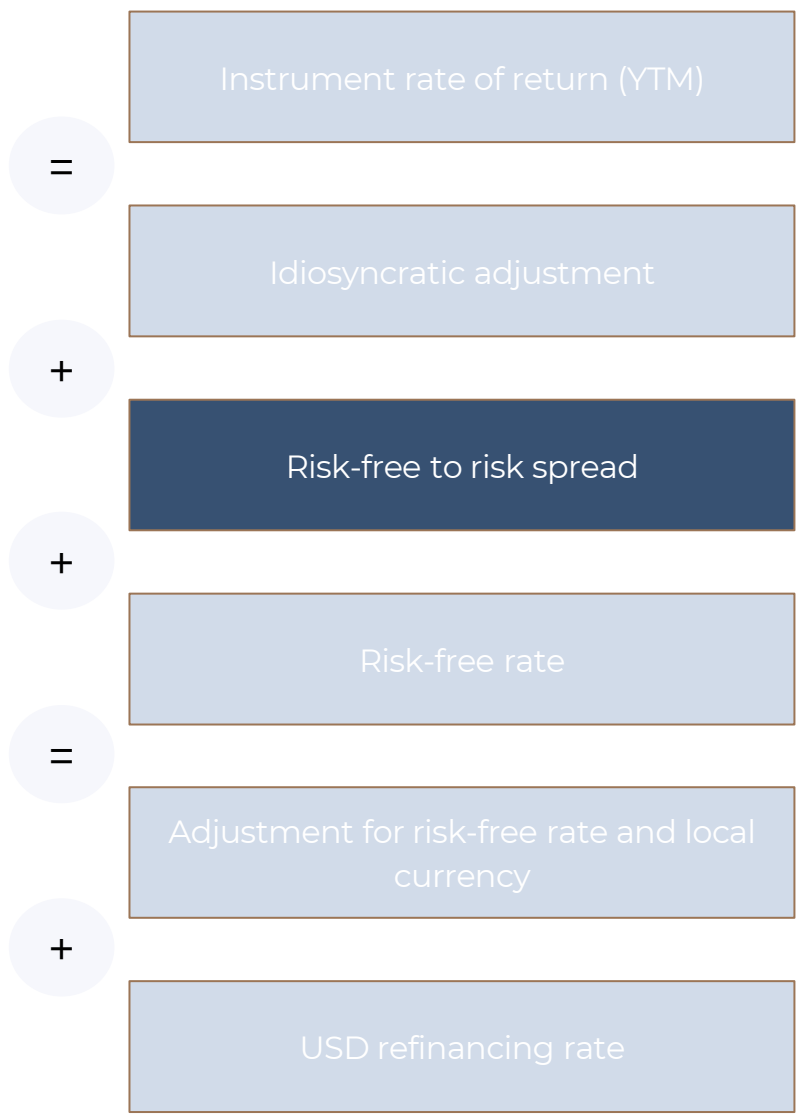 Instrument rate of return (YTM)
=
Idiosyncratic adjustment
+
Risk-free to risk spread
+
Risk-free rate
=
Adjustment for risk-free rate and local
currency
+
USD refinancing rate